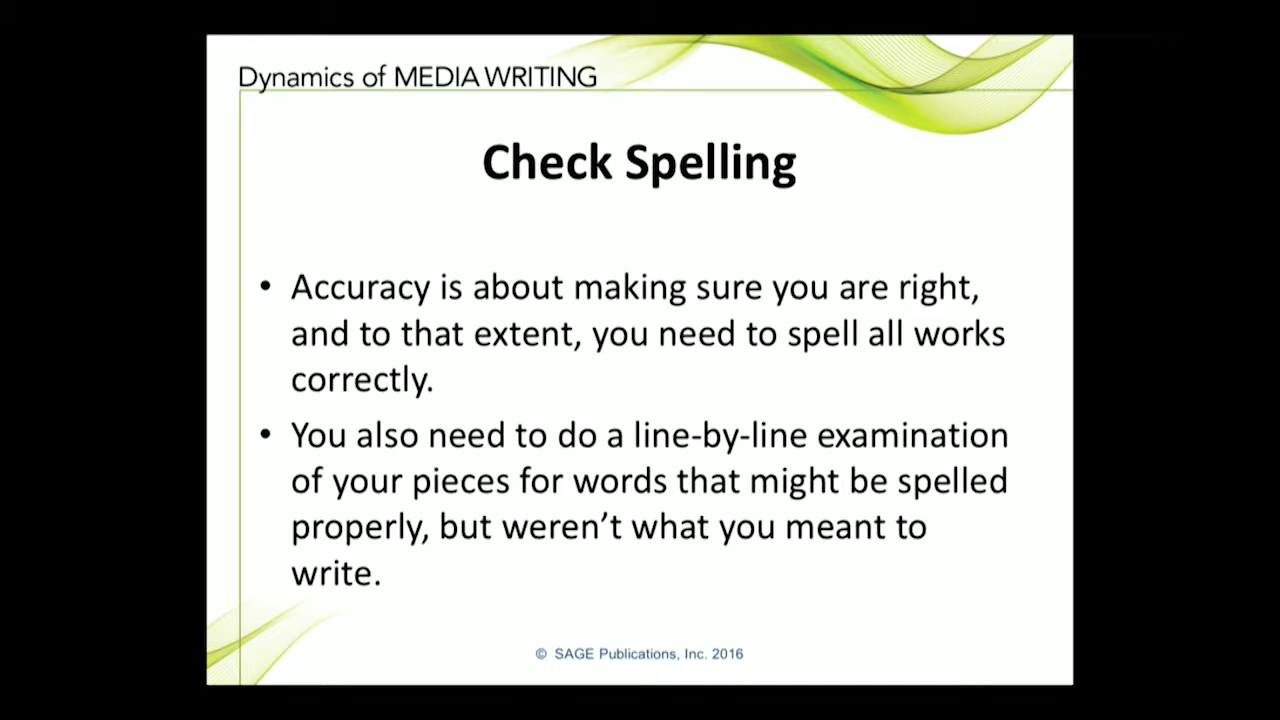 Dynamics of MEDIA WRITING
Check Spelling
• Accuracy is about making sure you are right,
and to that extent, you need to spell all works
correctly.
• You also need to do a line-by-line examination
of your pieces for words that might be spelled
properly, but weren’t what you meant to
write.
© SAGE Publications, Inc. 2016